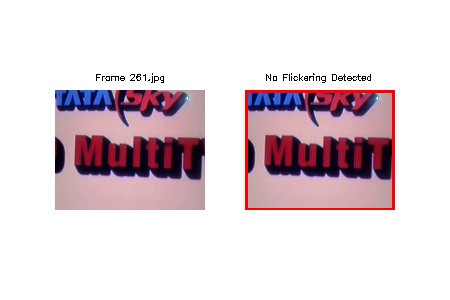 Frame 261.jpg
No Flickering Detected
TATA Sky
TATA Sky
MultiT
MultiT